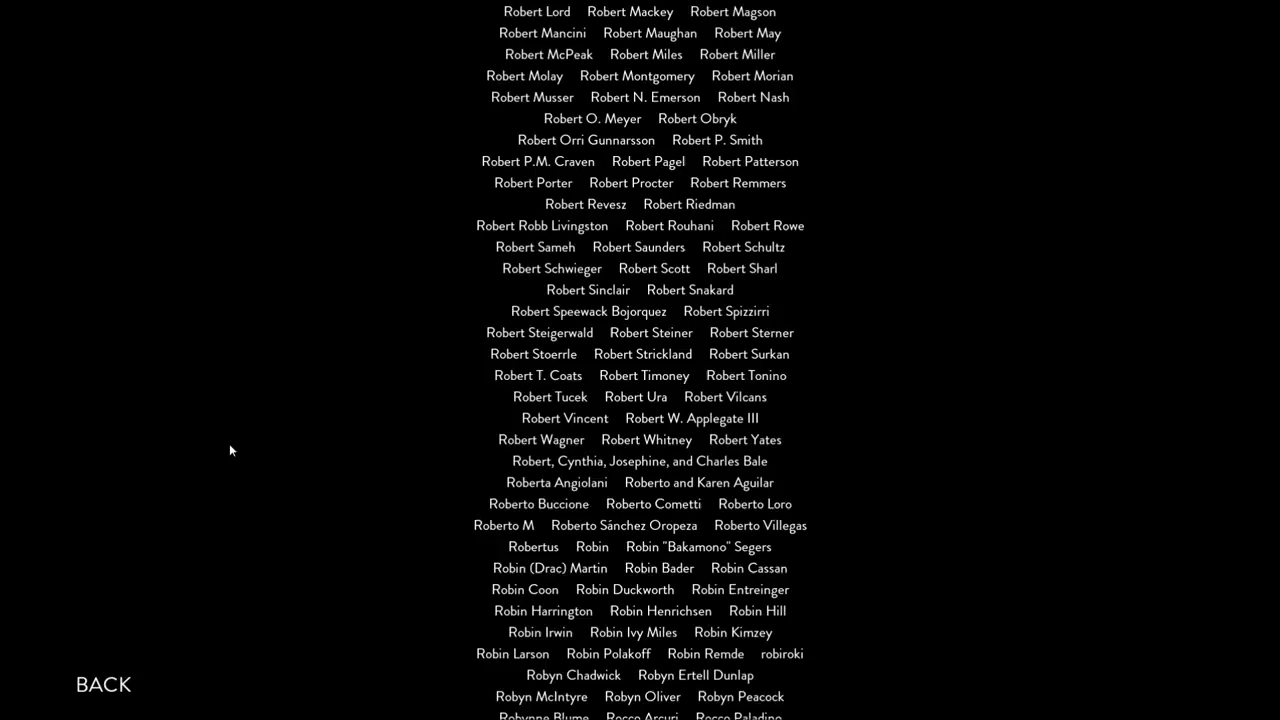 Robert Lord Robert Mackey Robert Magson
Robert Mancini Robert Maughan Robert May
Robert McPeak Robert Miles Robert Miller
Robert Molay Robert Montgomery Robert Morian
Robert Musser Robert N. Emerson Robert Nash
Robert O. Meyer Robert Obryk
Robert Orri Gunnarsson Robert P. Smith
Robert P.M. Craven Robert Pagel Robert Patterson
Robert Porter Robert Procter Robert Remmers
Robert Revesz Robert Riedman
Robert Robb Livingston Robert Rouhani Robert Rowe
Robert Sameh Robert Saunders Robert Schultz
Robert Schwieger Robert Scott Robert Sharl
Robert Sinclair Robert Snakard
Robert Speewack Bojorquez Robert Spizzirri
Robert Steigerwald Robert Steiner Robert Sterner
Robert Stoerrle Robert Strickland Robert Surkan
Robert T. Coats Robert Timoney Robert Tonino
Robert Tucek Robert Ura Robert Vilcans
Robert Vincent Robert W. Applegate III
Robert Wagner Robert Whitney Robert Yates
Robert, Cynthia, Josephine, and Charles Bale
Roberta Angiolani Roberto and Karen Aguilar
Roberto Buccione Roberto Cometti Roberto Loro
Roberto M Roberto Sánchez Oropeza Roberto Villegas
Robertus Robin Robin "Bakamono" Segers
Robin (Drac) Martin Robin Bader Robin Cassan
Robin Coon Robin Duckworth Robin Entreinger
Robin Harrington Robin Henrichsen Robin Hill
Robin Irwin Robin Ivy Miles Robin Kimzey
Robin Larson Robin Polakoff Robin Remde robiroki
Robyn Chadwick Robyn Ertell Dunlap
Robyn McIntyre Robyn Oliver Robyn Peacock
Robynne Blume Rocco Arcuri Rocco Paladino
BACK